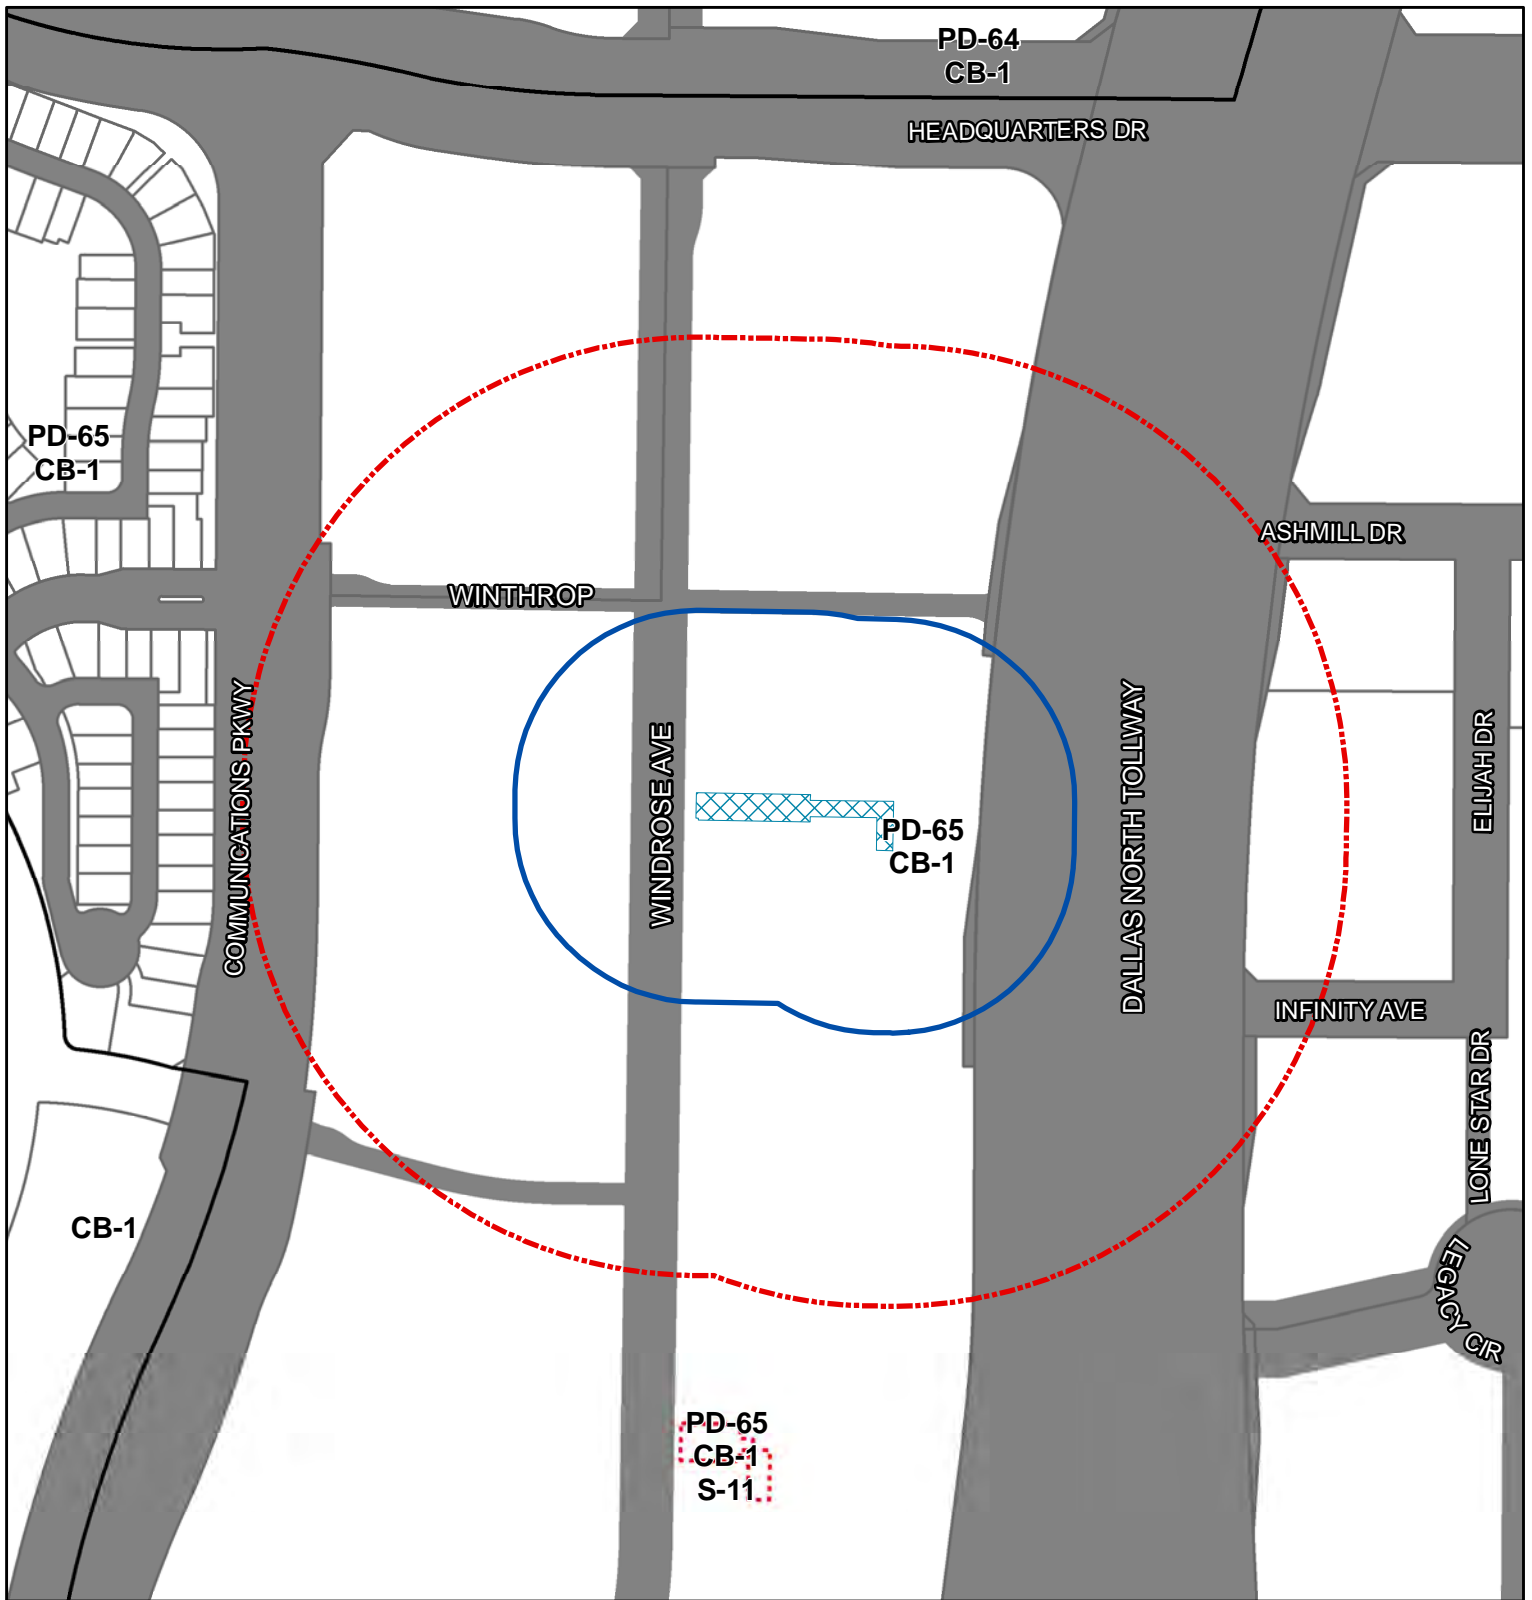 PD-64
CB-1
HEADQUARTERS DR
PD-65
CB-1
ASHMILL DR
WINTHROP
COMMUNICATIONS PKWY
WINDROSE AVE
DALLAS NORTH TOLLWAY
ELIJAH DR
PD-65
CB-1
INFINITY AVE
LONE STAR DR
CB-1
LEGACY CIR
PD-65
CB-1
S-11